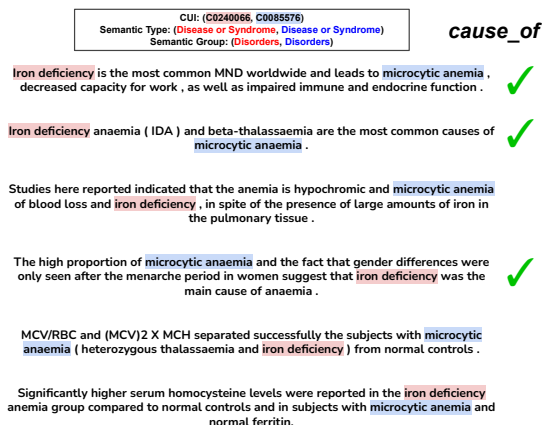 CUI: (C0240066, C0085576)
Semantic Type: (Disease or Syndrome, Disease or Syndrome)
Semantic Group: (Disorders, Disorders)
cause_of
Iron deficiency is the most common MND worldwide and leads to microcytic anemia ,
decreased capacity for work , as well as impaired immune and endocrine function .
Iron deficiency anaemia ( IDA ) and beta-thalassaemia are the most common causes of
microcytic anaemia .
Studies here reported indicated that the anemia is hypochromic and microcytic anemia
of blood loss and iron deficiency , in spite of the presence of large amounts of iron in
the pulmonary tissue .
The high proportion of microcytic anaemia and the fact that gender differences were
only seen after the menarche period in women suggest that iron deficiency was the
main cause of anaemia .
MCV/RBC and (MCV)2 X MCH separated successfully the subjects with microcytic
anaemia ( heterozygous thalassaemia and iron deficiency ) from normal controls .
Significantly higher serum homocysteine levels were reported in the iron deficiency
anemia group compared to normal controls and in subjects with microcytic anaemia and
normal ferritin.